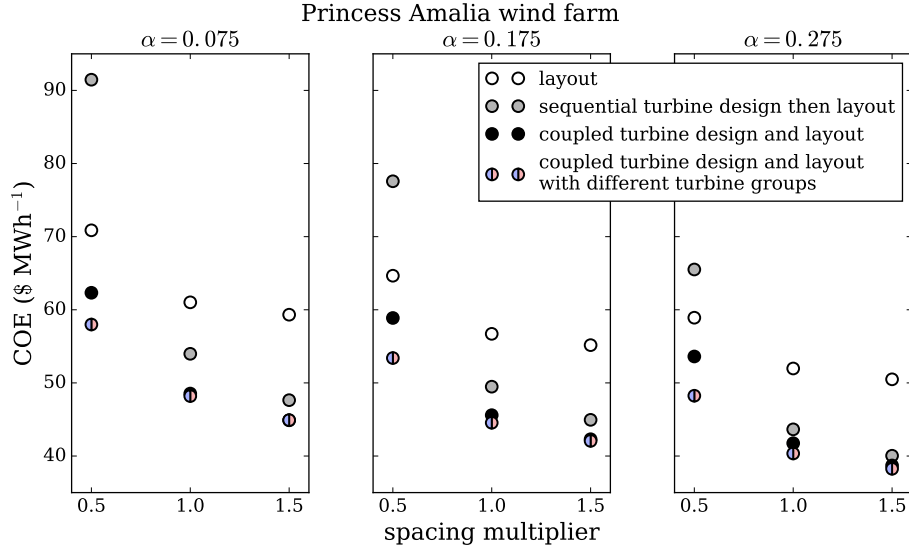 Princess Amalia wind farm
α = 0.075
α = 0.175
α = 0.275
layout
sequential turbine design then layout
coupled turbine design and layout
coupled turbine design and layout
with different turbine groups
COE ($ MWh⁻¹)
90
80
70
60
50
40
0.5 1.0 1.5
0.5 1.0 1.5
0.5 1.0 1.5
spacing multiplier